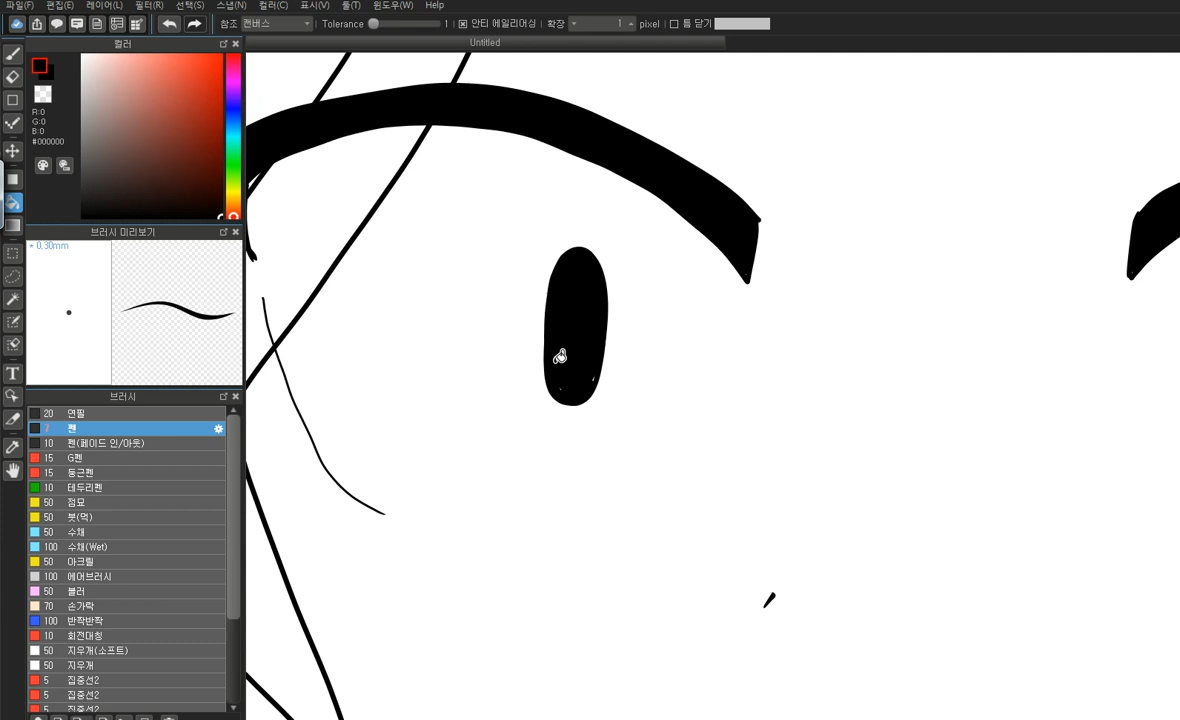 파일(F) 편집(E) 레이어(L) 필터(R) 선택(S) 스냅(N) 컬러(C) 표시(V) 툴(T) 윈도우(W) Help
참조 캔버스 Tolerance 1 안티 에일리어싱 확장 1 pixel 틈 닫기
컬러
Untitled
R:0
G:0
B:0
#000000
브러시 미리보기
* 0,30mm
브러시
20 연필
7 펜
10 펜(페이드 인/아웃)
15 G펜
15 둥근펜
10 테두리펜
50 점묘
50 붓(먹)
50 수채
100 수채(Wet)
50 아크릴
100 에어브러시
50 블러
70 손가락
100 반짝반짝
10 회전대칭
50 지우개(소프트)
50 지우개
5 집중선2
5 집중선2
5 집중선2